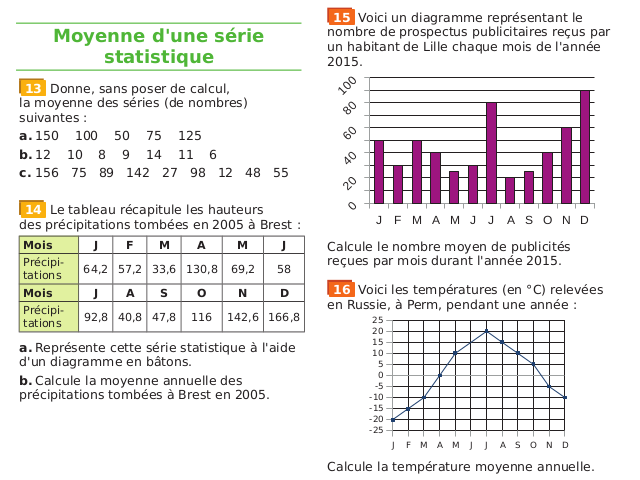 Moyenne d'une série
statistique
13 Donne, sans poser de calcul,
la moyenne des séries (de nombres)
suivantes :
a. 150 100 50 75 125
b. 12 10 8 9 14 11 6
c. 156 75 89 142 27 98 12 48 55
14 Le tableau récapitule les hauteurs
des précipitations tombées en 2005 à Brest :
Mois J F M A M J
Précipi-
tations 64,2 57,2 33,6 130,8 69,2 58
Mois J A S O N D
Précipi-
tations 92,8 40,8 47,8 116 142,6 166,8
a. Représente cette série statistique à l'aide
d'un diagramme en bâtons.
b. Calcule la moyenne annuelle des
précipitations tombées à Brest en 2005.
15 Voici un diagramme représentant le
nombre de prospectus publicitaires reçus par
un habitant de Lille chaque mois de l'année
2015.
100
80
60
40
20
0
J F M A M J J A S O N D
Calcule le nombre moyen de publicités
reçues par mois durant l'année 2015.
16 Voici les températures (en °C) relevées
en Russie, à Perm, pendant une année :
25
20
15
10
5
0
-5
-10
-15
-20
-25
J F M A M J J A S O N D
Calcule la température moyenne annuelle.